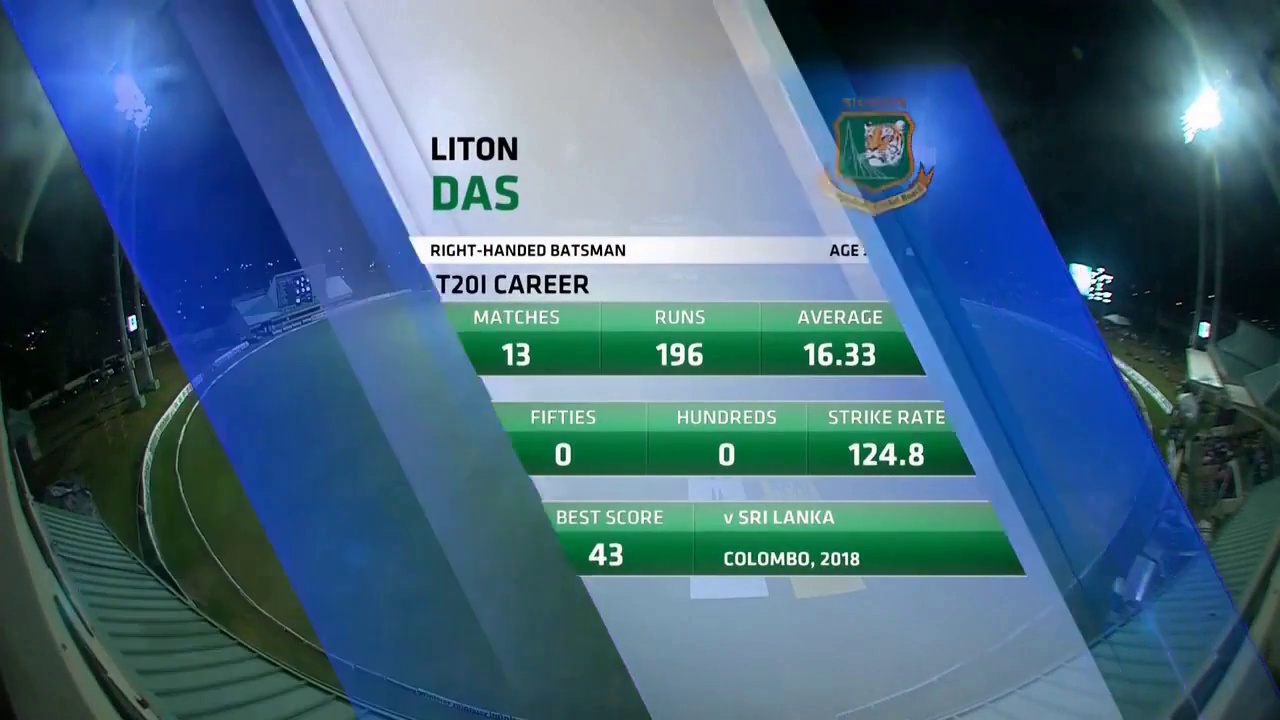 LITON
DAS
RIGHT-HANDED BATSMAN AGE
T20I CAREER
MATCHES RUNS AVERAGE
13 196 16.33
FIFTIES HUNDREDS STRIKE RATE
0 0 124.8
BEST SCORE v SRI LANKA
43 COLOMBO, 2018